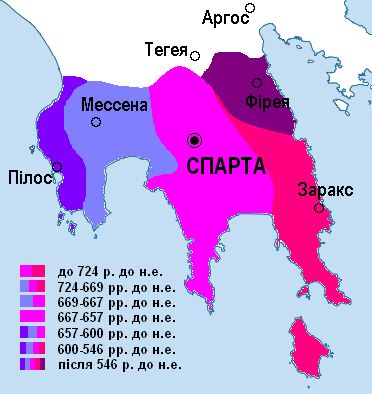 Аргос
Тегея
Мессена
Фірея
СПАРТА
Пілос
Заракс
до 724 р. до н.е.
724-669 рр. до н.е.
669-667 рр. до н.е.
667-657 рр. до н.е.
657-600 рр. до н.е.
600-546 рр. до н.е.
після 546 р. до н.е.